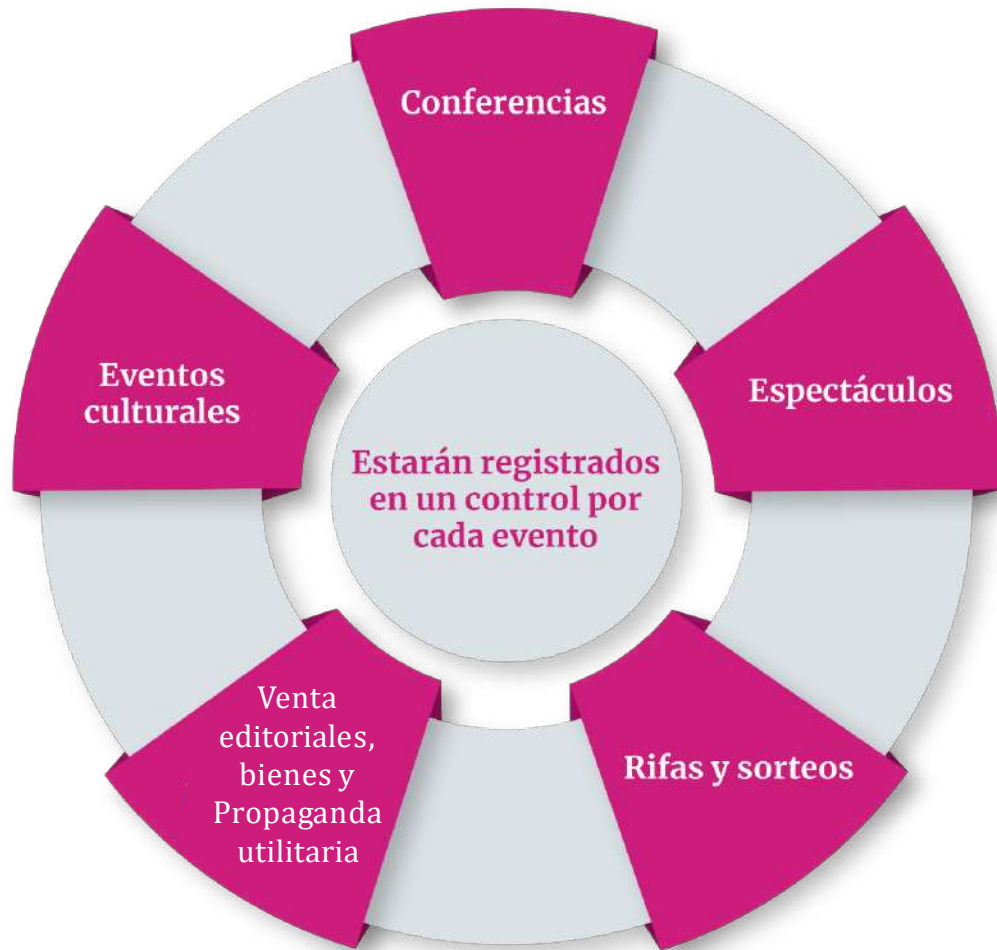 Conferencias
Espectáculos
Rifas y sorteos
Venta
editoriales,
bienes y
Propaganda
utilitaria
Eventos
culturales
Estarán registrados
en un control por
cada evento